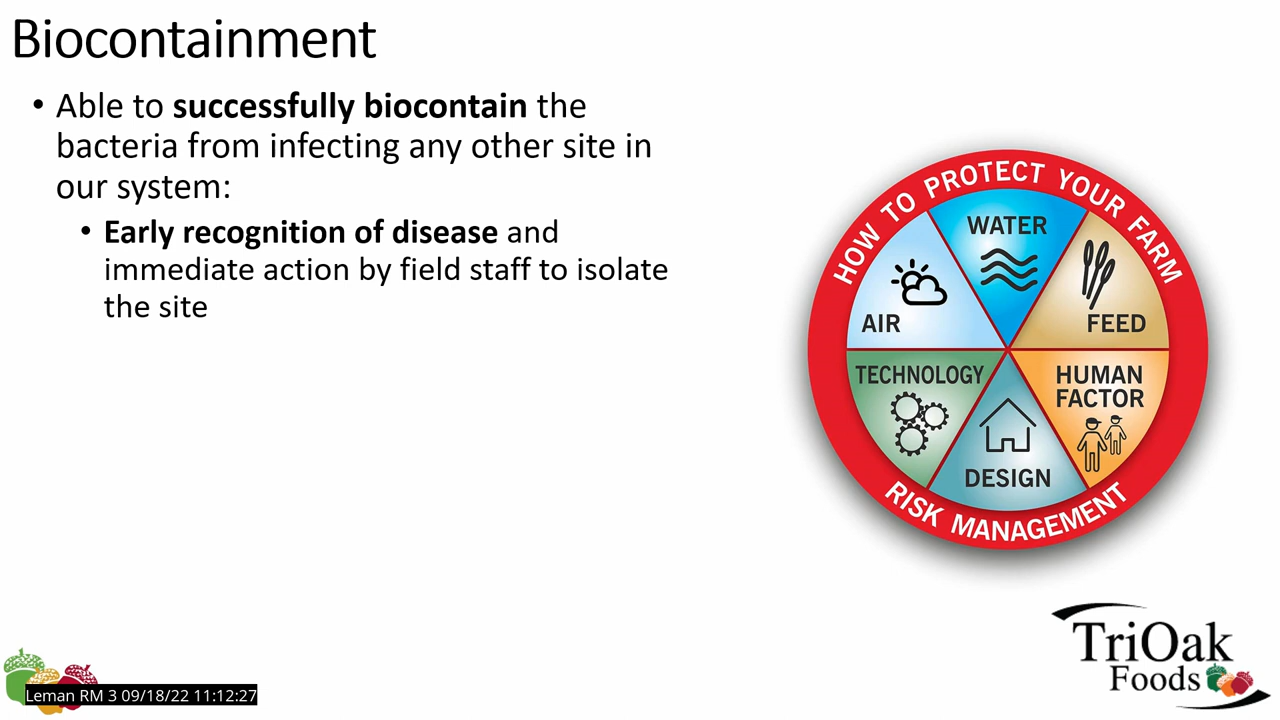 Biocontainment
• Able to successfully biocontain the
bacteria from infecting any other site in
our system:
• Early recognition of disease and
immediate action by field staff to isolate
the site
HOW TO PROTECT YOUR FARM
WATER
AIR
FEED
TECHNOLOGY
HUMAN
FACTOR
DESIGN
RISK MANAGEMENT
TriOak
Foods
Leman RM 3 09/18/22 11:12:27